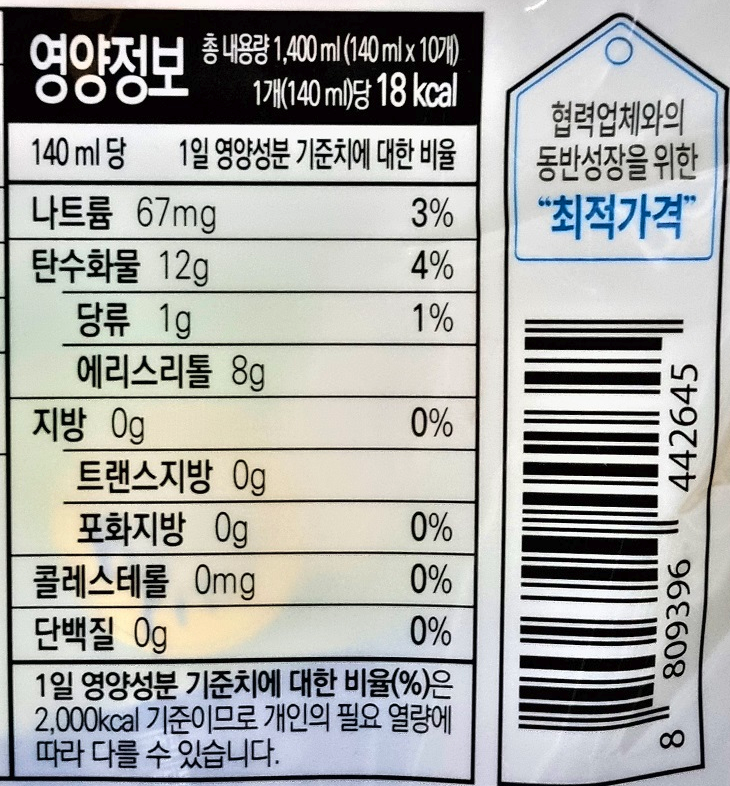 영양정보
총 내용량 1,400 ml (140 ml x 10개)
1개(140 ml)당 18 kcal
140 ml 당 1일 영양성분 기준치에 대한 비율
나트륨 67mg 3%
탄수화물 12g 4%
당류 1g 1%
에리스리톨 8g
지방 0g 0%
트랜스지방 0g
포화지방 0g 0%
콜레스테롤 0mg 0%
단백질 0g 0%
1일 영양성분 기준치에 대한 비율(%)은
2,000kcal 기준이므로 개인의 필요 열량에
따라 다를 수 있습니다.
협력업체와의
동반성장을 위한
“최적가격”
8 809396 442645